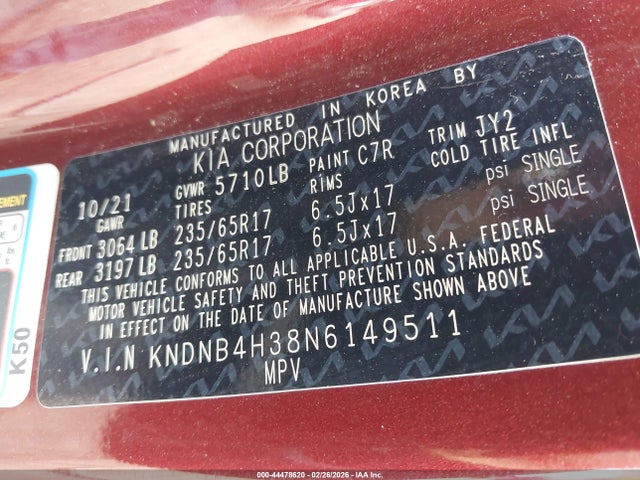 MANUFACTURED IN KOREA BY
KIA CORPORATION
10/21 GVWR 5710LB PAINT C7R TRIM JY2
GAWR TIRES RIMS COLD TIRE INFL
FRONT 3064 LB 235/65R17 6.5Jx17 psi SINGLE
REAR 3197 LB 235/65R17 6.5Jx17 psi SINGLE
THIS VEHICLE CONFORMS TO ALL APPLICABLE U.S.A. FEDERAL
MOTOR VEHICLE SAFETY AND THEFT PREVENTION STANDARDS
IN EFFECT ON THE DATE OF MANUFACTURE SHOWN ABOVE
V.I.N KNDNB4H38N6149511
MPV
K50
000-44478620 - 02/26/2026 - IAA Inc.